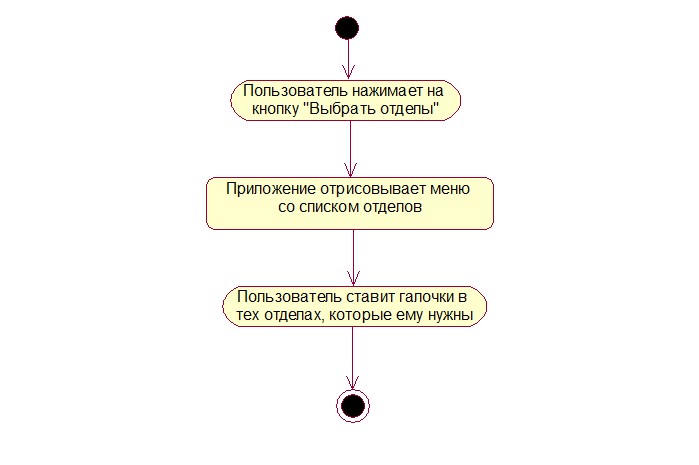 Пользователь нажимает на
кнопку "Выбрать отделы"
Приложение отрисовывает меню
со списком отделов
Пользователь ставит галочки в
тех отделах, которые ему нужны